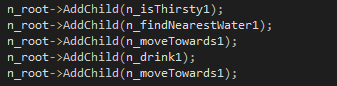 n_root->AddChild(n_isThirsty1);
n_root->AddChild(n_findNearestWater1);
n_root->AddChild(n_moveTowards1);
n_root->AddChild(n_drink1);
n_root->AddChild(n_moveTowards1);